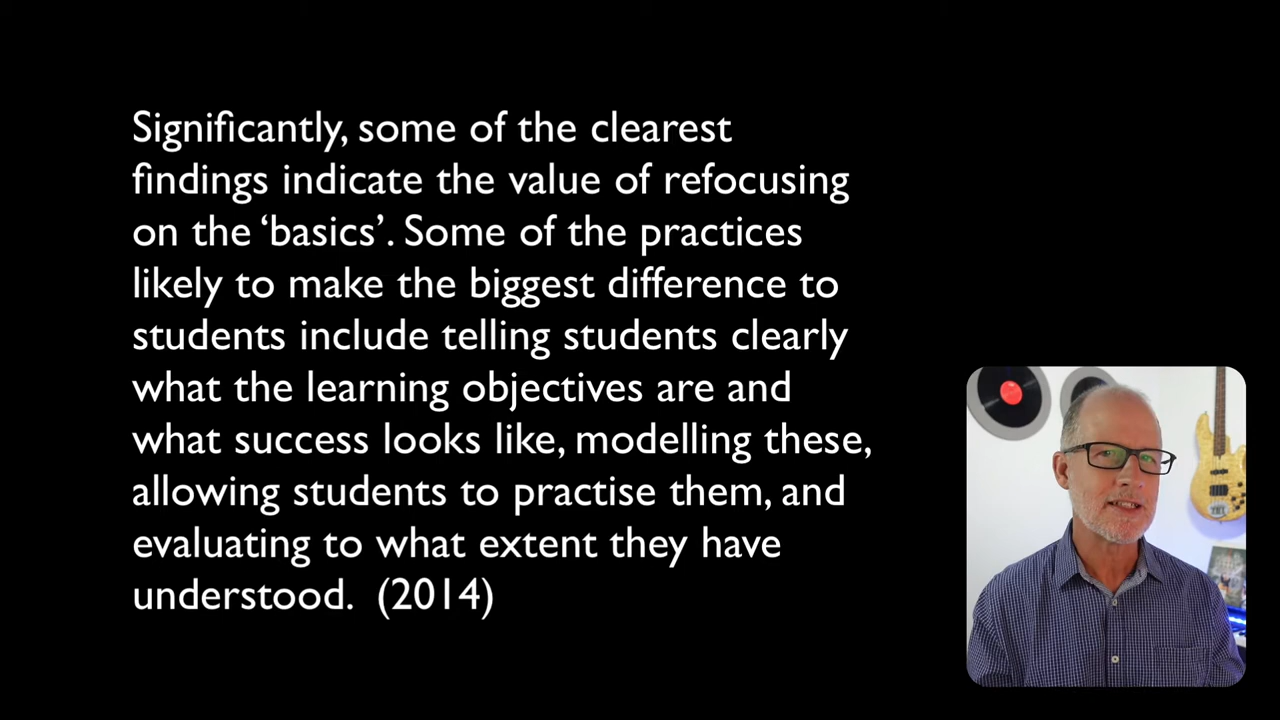 Significantly, some of the clearest
findings indicate the value of refocusing
on the ‘basics’. Some of the practices
likely to make the biggest difference to
students include telling students clearly
what the learning objectives are and
what success looks like, modelling these,
allowing students to practise them, and
evaluating to what extent they have
understood.  (2014)